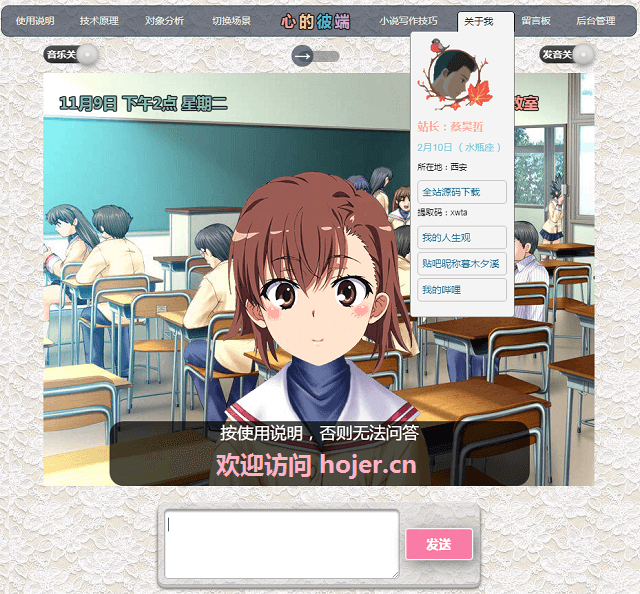 使用说明 技术原理 对象分析 切换场景 心的彼端 小说写作技巧 关于我 留言板 后台管理
音乐关
发音关
11月9日 下午2点 星期二
教室
站长：蔡昊哲
2月10日 （水瓶座）
所在地：西安
全站源码下载
提取码：xwta
我的人生观
贴吧昵称暮木夕溪
我的哔哩
按使用说明，否则无法问答
欢迎访问 hojer.cn
发送